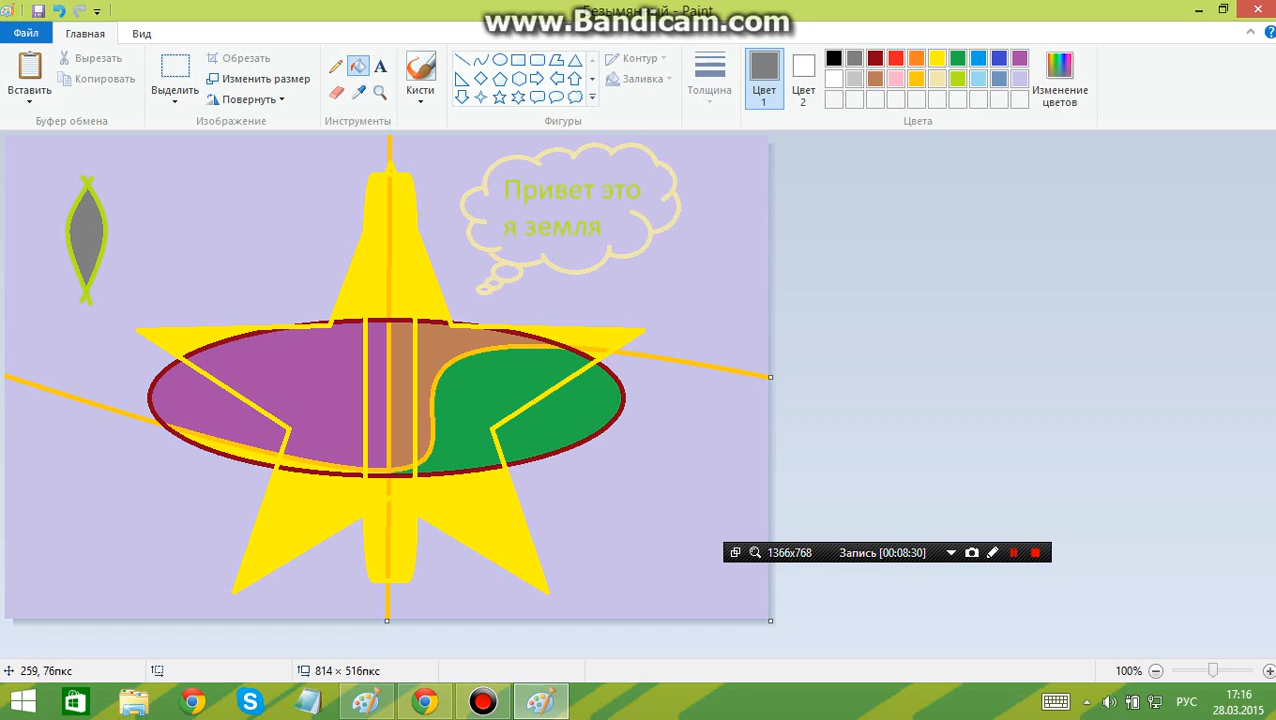 www.Bandicam.com
Файл
Главная
Вид
Вставить
Вырезать
Копировать
Буфер обмена
Выделить
Обрезать
Изменить размер
Повернуть
Изображение
A
Инструменты
Кисти
Фигуры
Контур
Заливка
Толщина
Цвет
1
Цвет
2
Изменение
цветов
Цвета
Привет это
я земля
1366x768
Запись [00:08:30]
259, 76пкс
814 × 516пкс
100%
РУС
17:16
28.03.2015